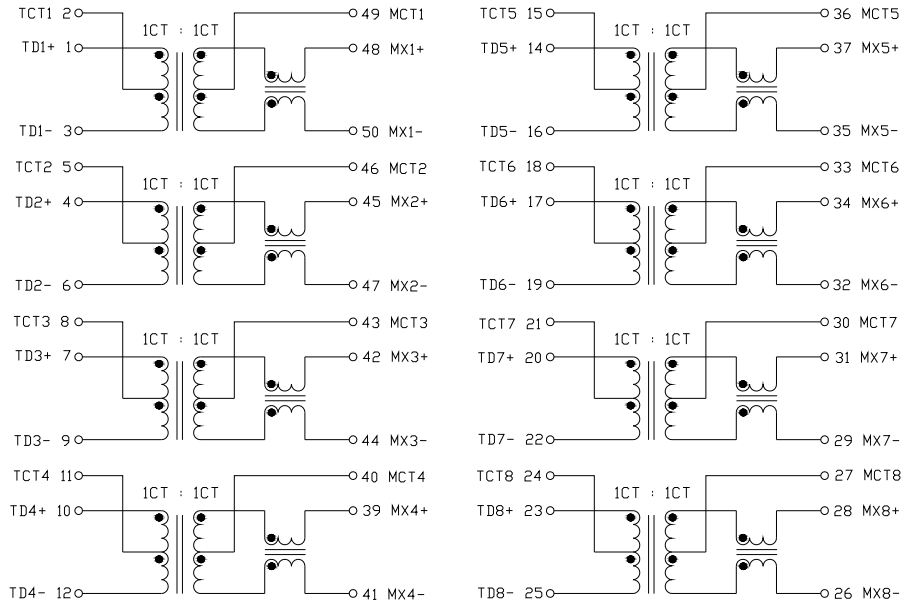 TCT1 2 49 MCT1
1CT : 1CT
TD1+ 1 48 MX1+
TD1- 3 50 MX1-
TCT2 5 46 MCT2
1CT : 1CT
TD2+ 4 45 MX2+
TD2- 6 47 MX2-
TCT3 8 43 MCT3
1CT : 1CT
TD3+ 7 42 MX3+
TD3- 9 44 MX3-
TCT4 11 40 MCT4
1CT : 1CT
TD4+ 10 39 MX4+
TD4- 12 41 MX4-
TCT5 15 36 MCT5
1CT : 1CT
TD5+ 14 37 MX5+
TD5- 16 35 MX5-
TCT6 18 33 MCT6
1CT : 1CT
TD6+ 17 34 MX6+
TD6- 19 32 MX6-
TCT7 21 30 MCT7
1CT : 1CT
TD7+ 20 31 MX7+
TD7- 22 29 MX7-
TCT8 24 27 MCT8
1CT : 1CT
TD8+ 23 28 MX8+
TD8- 25 26 MX8-